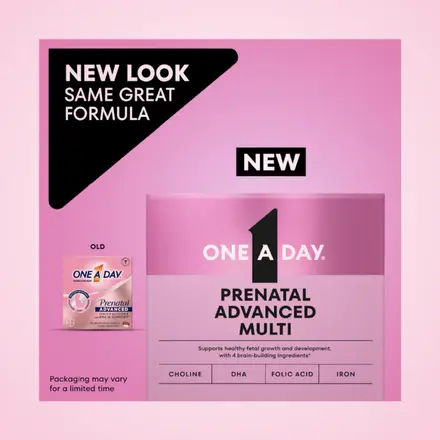 NEW LOOK
SAME GREAT
FORMULA
NEW
OLD
ONE A DAY
Prenatal
ADVANCED
ONE A DAY
1
PRENATAL
ADVANCED
MULTI
Supports healthy fetal growth and development,
with 4 brain-building ingredients*
CHOLINE DHA FOLIC ACID IRON
Packaging may vary
for a limited time